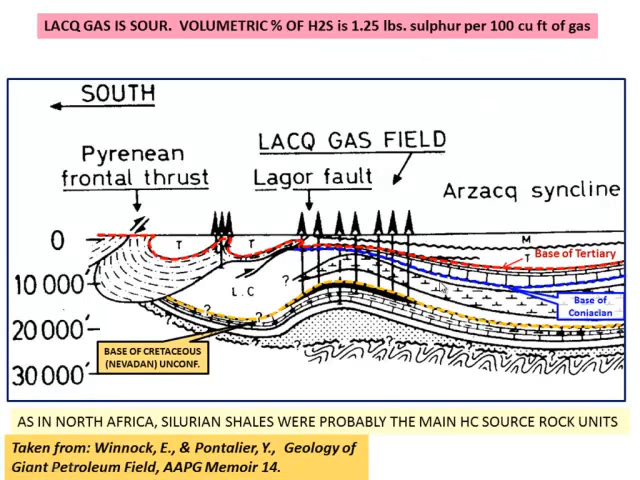 LACQ GAS IS SOUR. VOLUMETRIC % OF H2S is 1.25 lbs. sulphur per 100 cu ft of gas
SOUTH
LACQ GAS FIELD
Pyrenean
frontal thrust
Lagor fault
Arzacq syncline
0
T
T
M
T
Base of Tertiary
?
10 000'
L.C
?
Base of
Coniacian
20 000'
?
?
BASE OF CRETACEOUS
(NEVADAN) UNCONF.
30 000'
AS IN NORTH AFRICA, SILURIAN SHALES WERE PROBABLY THE MAIN HC SOURCE ROCK UNITS
Taken from: Winnock, E., & Pontalier, Y., Geology of
Giant Petroleum Field, AAPG Memoir 14.